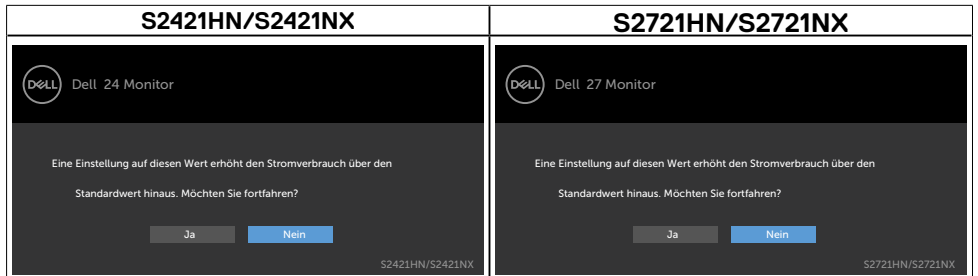 S2421HN/S2421NX
S2721HN/S2721NX
DELL Dell 24 Monitor
Eine Einstellung auf diesen Wert erhöht den Stromverbrauch über den
Standardwert hinaus. Möchten Sie fortfahren?
Ja Nein
S2421HN/S2421NX
DELL Dell 27 Monitor
Eine Einstellung auf diesen Wert erhöht den Stromverbrauch über den
Standardwert hinaus. Möchten Sie fortfahren?
Ja Nein
S2721HN/S2721NX